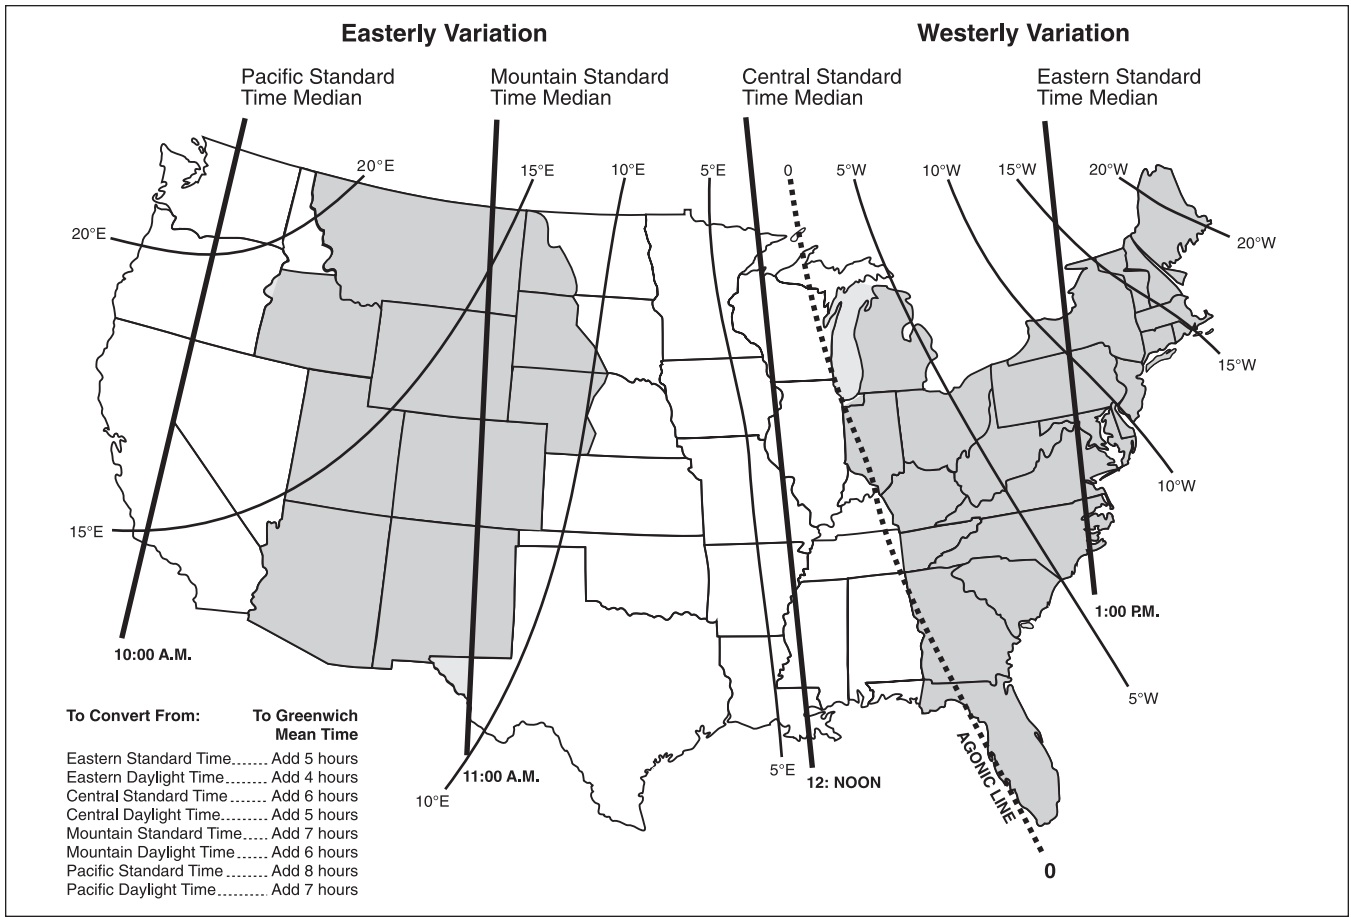 Easterly Variation
Westerly Variation
Pacific Standard
Time Median
Mountain Standard
Time Median
Central Standard
Time Median
Eastern Standard
Time Median
20°E
15°E
10°E
5°E
0
5°W
10°W
15°W
20°W
20°E
20°W
15°W
10°W
15°E
1:00 P.M.
10:00 A.M.
5°W
AGONIC LINE
5°E
12: NOON
11:00 A.M.
10°E
0
To Convert From: To Greenwich
Mean Time
Eastern Standard Time...... Add 5 hours
Eastern Daylight Time....... Add 4 hours
Central Standard Time ...... Add 6 hours
Central Daylight Time........ Add 5 hours
Mountain Standard Time.... Add 7 hours
Mountain Daylight Time ..... Add 6 hours
Pacific Standard Time ....... Add 8 hours
Pacific Daylight Time ......... Add 7 hours